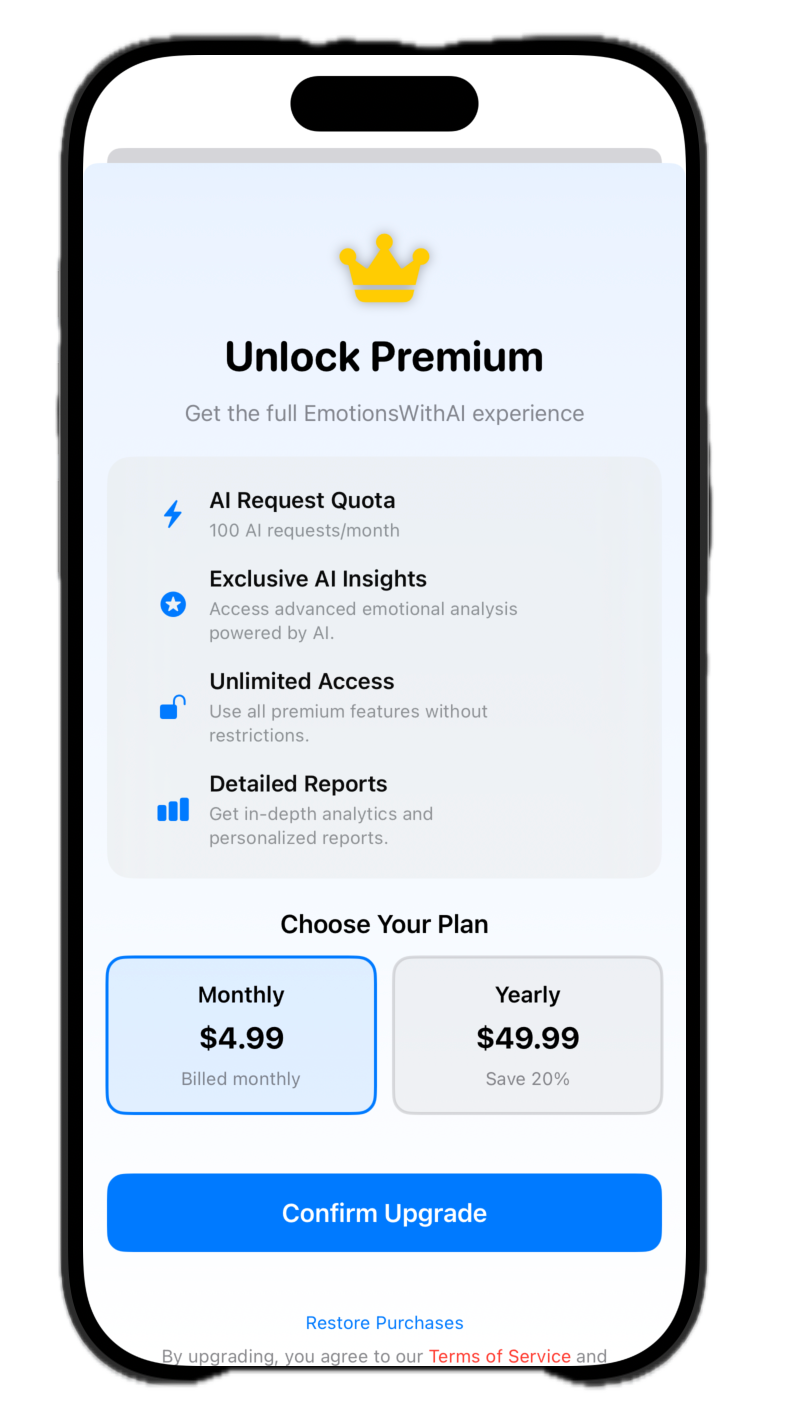 Unlock Premium
Get the full EmotionsWithAI experience
AI Request Quota
100 AI requests/month
Exclusive AI Insights
Access advanced emotional analysis
powered by AI.
Unlimited Access
Use all premium features without
restrictions.
Detailed Reports
Get in-depth analytics and
personalized reports.
Choose Your Plan
Monthly
$4.99
Billed monthly
Yearly
$49.99
Save 20%
Confirm Upgrade
Restore Purchases
By upgrading, you agree to our Terms of Service and